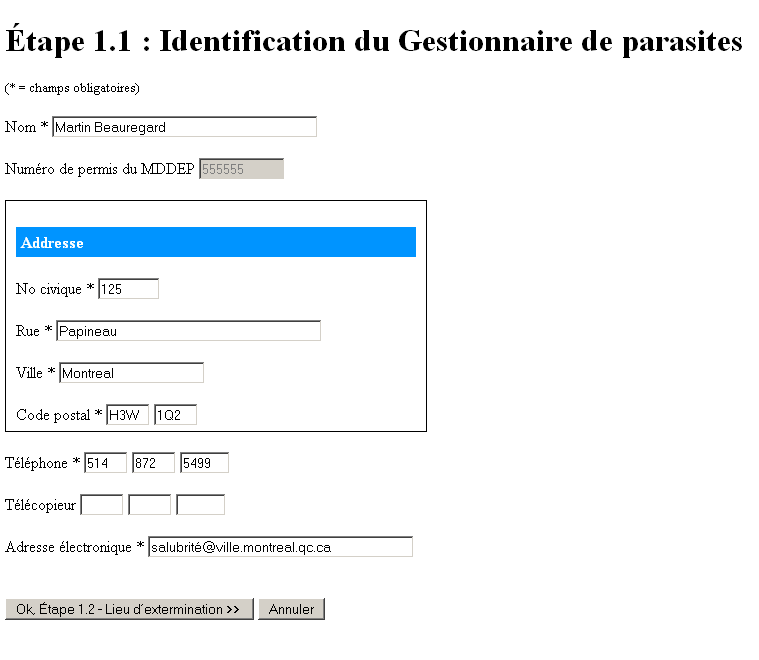 Étape 1.1 : Identification du Gestionnaire de parasites
(* = champs obligatoires)
Nom * Martin Beauregard
Numéro de permis du MDDEP 555555
Addresse
No civique * 125
Rue * Papineau
Ville * Montreal
Code postal * H3W 1Q2
Téléphone * 514 872 5499
Télécopieur
Adresse électronique * salubrité@ville.montreal.qc.ca
Ok, Étape 1.2 - Lieu d'extermination >> Annuler